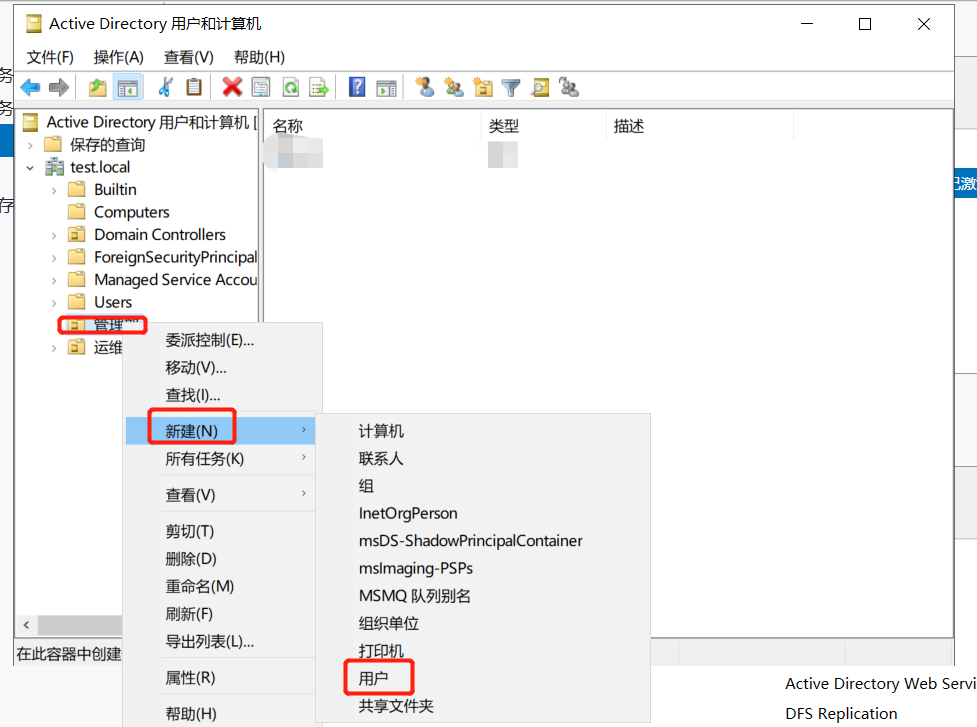 Active Directory 用户和计算机
文件(F) 操作(A) 查看(V) 帮助(H)
务
务
存
Active Directory 用户和计算机 [
保存的查询
test.local
Builtin
Computers
Domain Controllers
ForeignSecurityPrincipal
Managed Service Accou
Users
管理
运维
名称 类型 描述
已激
委派控制(E)...
移动(V)...
查找(I)...
新建(N)
所有任务(K)
查看(V)
剪切(T)
删除(D)
重命名(M)
刷新(F)
导出列表(L)...
属性(R)
帮助(H)
计算机
联系人
组
InetOrgPerson
msDS-ShadowPrincipalContainer
msImaging-PSPs
MSMQ 队列别名
组织单位
打印机
用户
共享文件夹
在此容器中创建
Active Directory Web Servi
DFS Replication